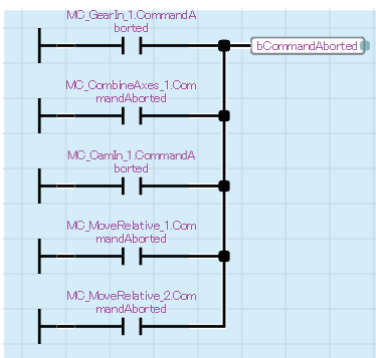 MC_GearIn_1.CommandA
borted
bCommandAborted
MC_CombineAxes_1.Com
mandAborted
MC_CamIn_1.CommandA
borted
MC_MoveRelative_1.Com
mandAborted
MC_MoveRelative_2.Com
mandAborted